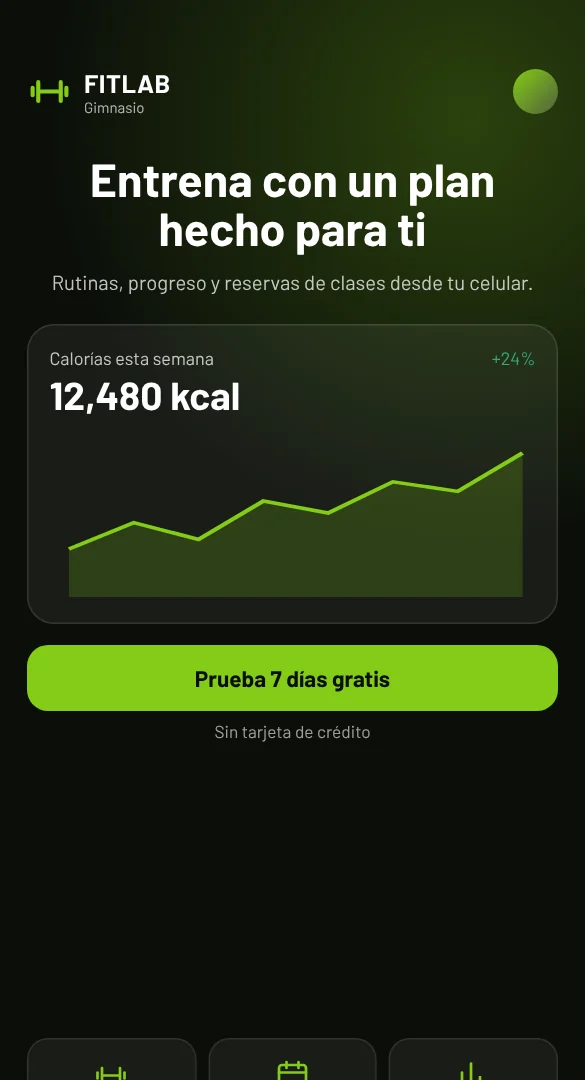 FITLAB
Gimnasio
Entrena con un plan
hecho para ti
Rutinas, progreso y reservas de clases desde tu celular.
Calorías esta semana
+24%
12,480 kcal
Prueba 7 días gratis
Sin tarjeta de crédito